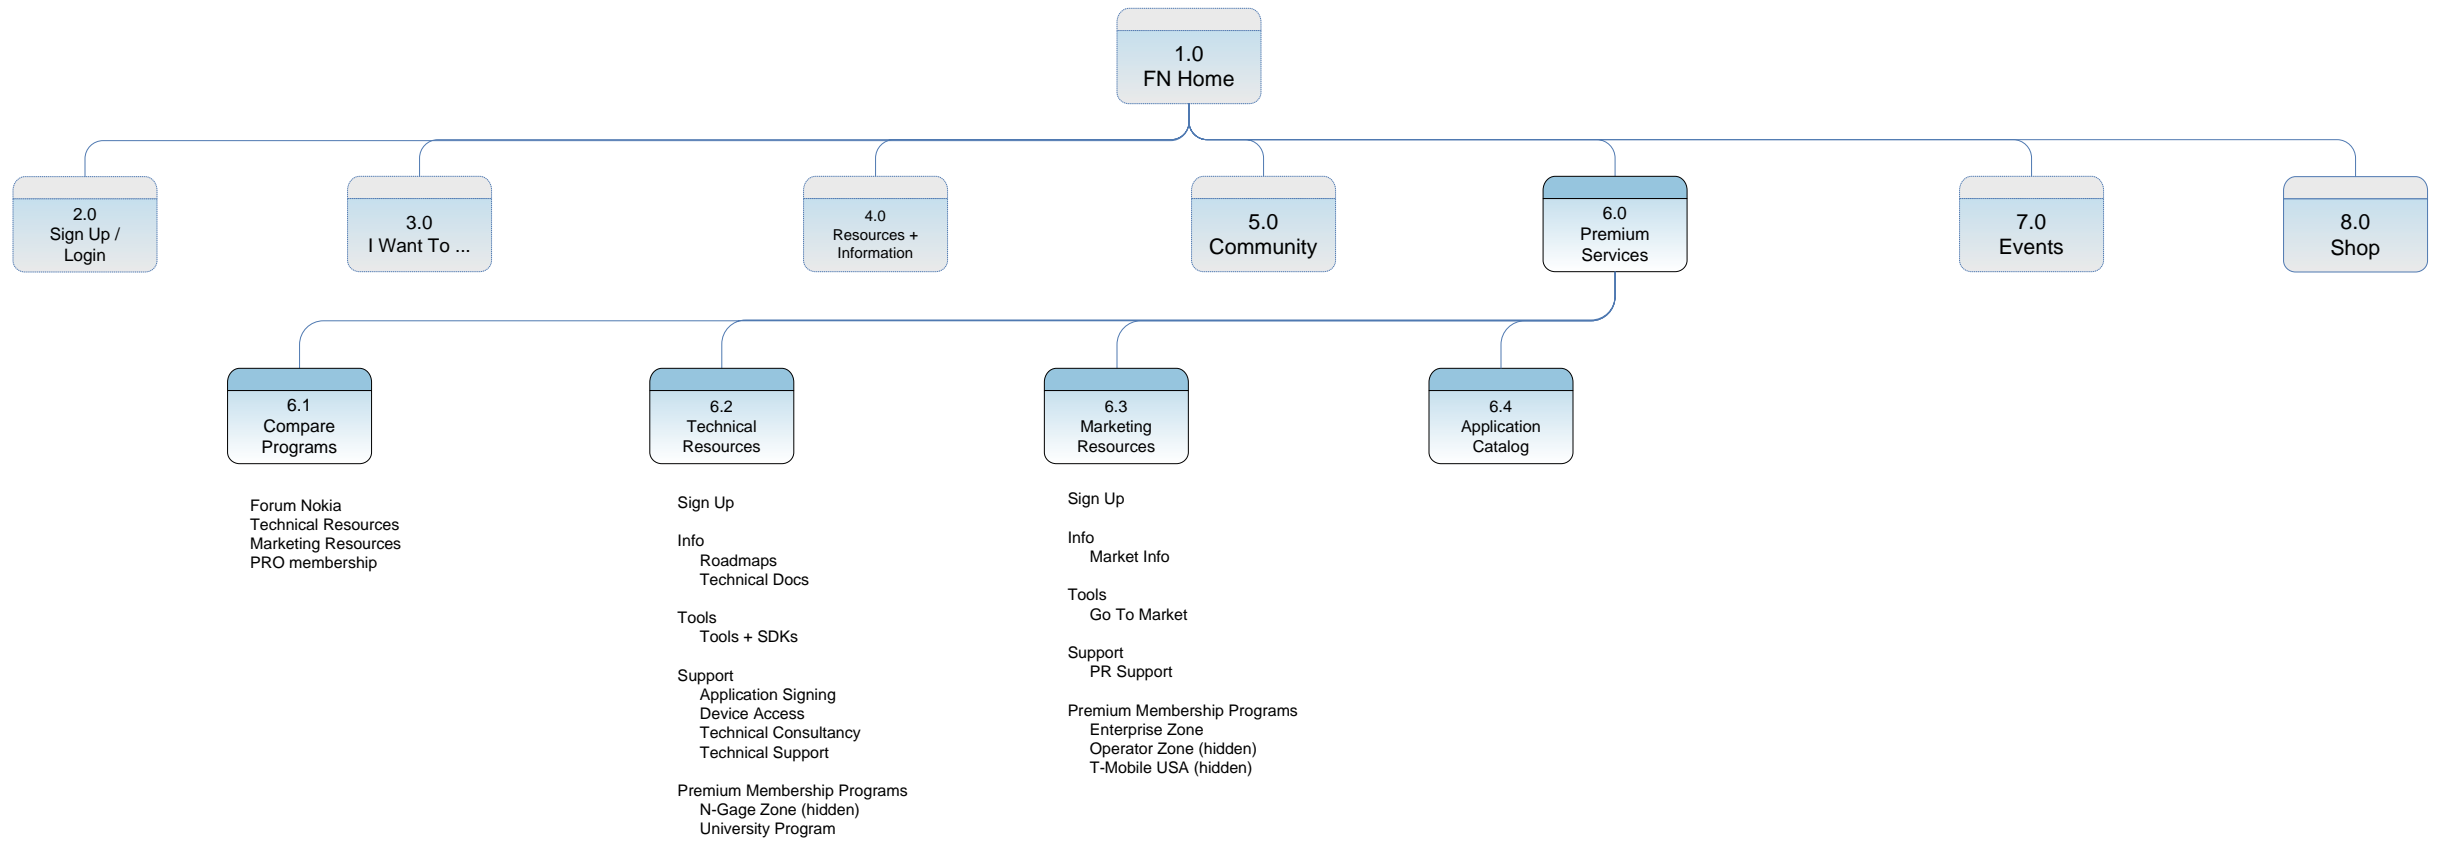 1.0
FN Home
2.0
Sign Up /
Login
3.0
I Want To ...
4.0
Resources +
Information
5.0
Community
6.0
Premium
Services
7.0
Events
8.0
Shop
6.1
Compare
Programs
6.2
Technical
Resources
6.3
Marketing
Resources
6.4
Application
Catalog
Forum Nokia
Technical Resources
Marketing Resources
PRO membership
Sign Up
Info
Roadmaps
Technical Docs
Tools
Tools + SDKs
Support
Application Signing
Device Access
Technical Consultancy
Technical Support
Premium Membership Programs
N-Gage Zone (hidden)
University Program
Sign Up
Info
Market Info
Tools
Go To Market
Support
PR Support
Premium Membership Programs
Enterprise Zone
Operator Zone (hidden)
T-Mobile USA (hidden)